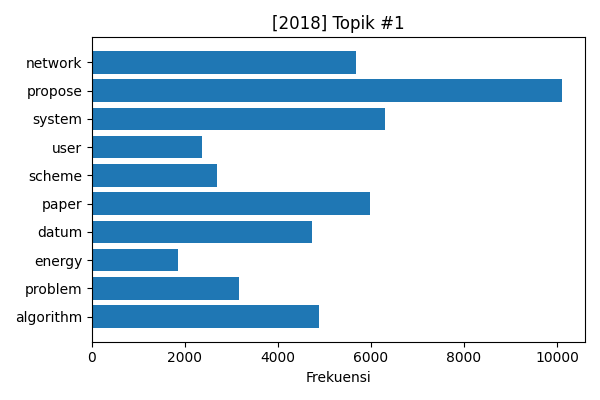 [2018] Topik #1
network
propose
system
user
scheme
paper
datum
energy
problem
algorithm
0 2000 4000 6000 8000 10000
Frekuensi